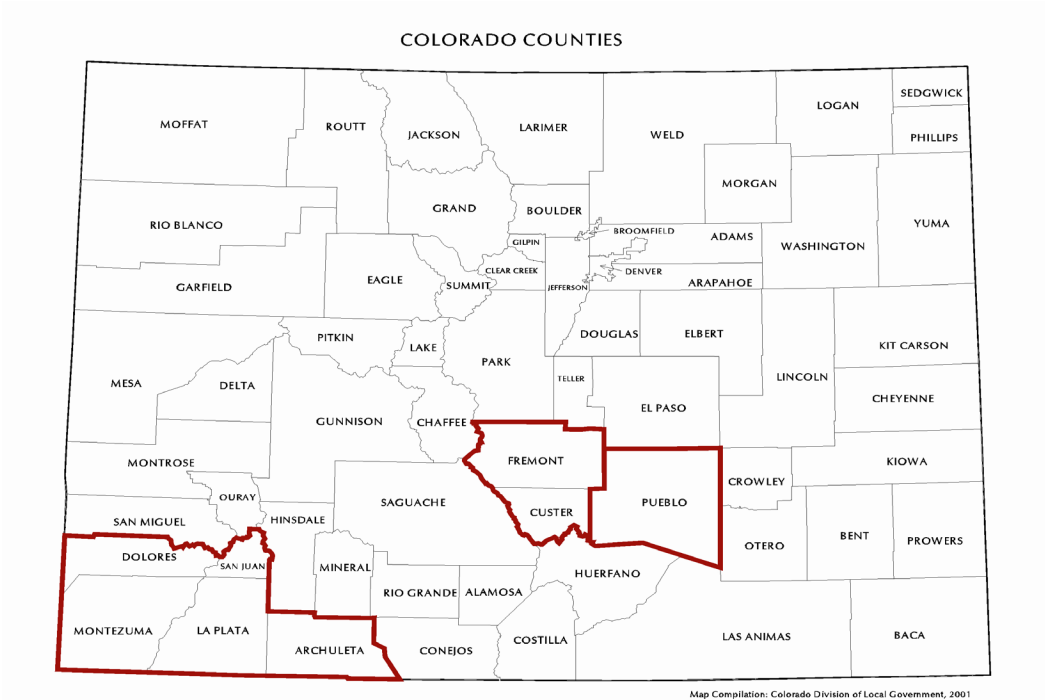 COLORADO COUNTIES
SEDGWICK
LOGAN
MOFFAT
ROUTT
LARIMER
JACKSON
WELD
PHILLIPS
MORGAN
GRAND
BOULDER
RIO BLANCO
YUMA
BROOMFIELD
ADAMS
GILPIN
WASHINGTON
CLEAR CREEK
DENVER
EAGLE
ARAPAHOE
SUMMIT
GARFIELD
JEFFERSON
PITKIN
DOUGLAS
ELBERT
LAKE
KIT CARSON
PARK
TELLER
LINCOLN
MESA
DELTA
CHEYENNE
EL PASO
GUNNISON
CHAFFEE
FREMONT
KIOWA
MONTROSE
CROWLEY
OURAY
SAGUACHE
PUEBLO
CUSTER
HINSDALE
SAN MIGUEL
BENT
PROWERS
OTERO
DOLORES
SAN JUAN
MINERAL
HUERFANO
RIO GRANDE
ALAMOSA
MONTEZUMA
LA PLATA
LAS ANIMAS
BACA
COSTILLA
ARCHULETA
CONEJOS
Map Compilation: Colorado Division of Local Government, 2001